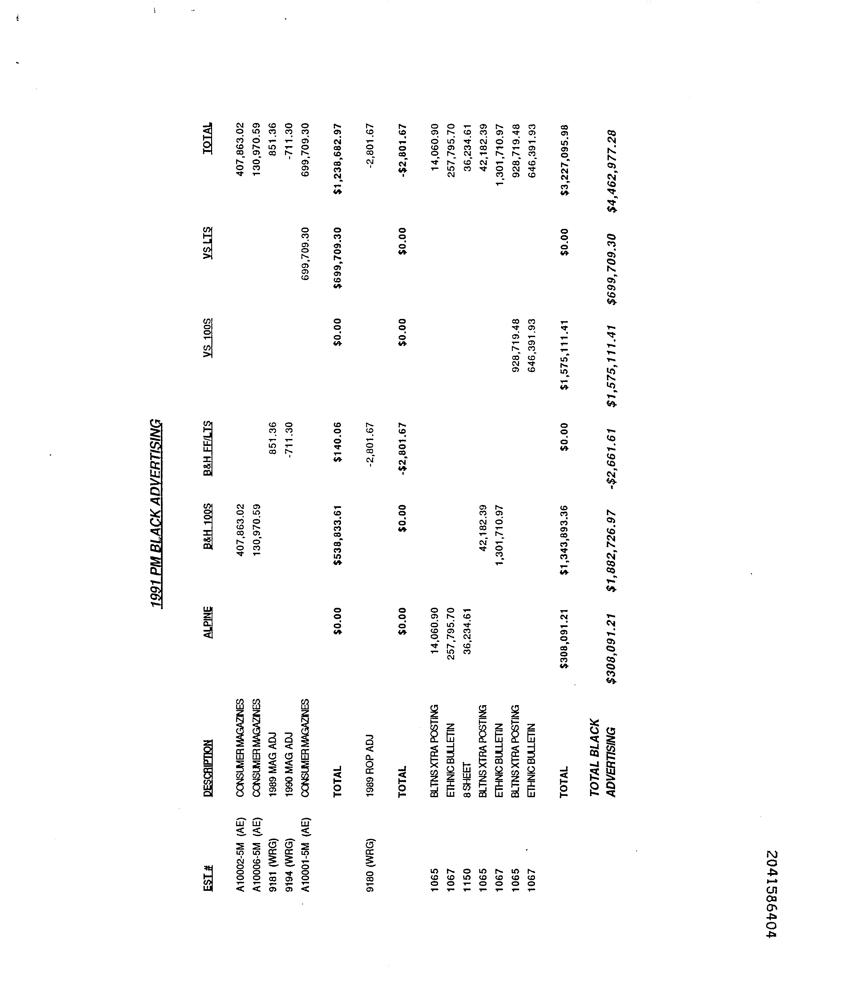 1991 PM BLACK ADVERTISING
EST # DESCRIPTION ALPINE B&H 100S B&H FF/LTS VS 100S VS LTS TOTAL
A10002-5M (AE) CONSUMER MAGAZINES 407,863.02 407,863.02
A10006-5M (AE) CONSUMER MAGAZINES 130,970.59 130,970.59
9181 (WRG) 1989 MAG ADJ 851.36 851.36
9194 (WRG) 1990 MAG ADJ -711.30 -711.30
A10001-5M (AE) CONSUMER MAGAZINES 699,709.30 699,709.30
TOTAL $0.00 $538,833.61 $140.06 $0.00 $699,709.30 $1,238,682.97
9180 (WRG) 1989 ROP ADJ -2,801.67 -2,801.67
TOTAL $0.00 $0.00 -$2,801.67 $0.00 $0.00 -$2,801.67
1065 BLTNS XTRA POSTING 14,060.90 14,060.90
1067 ETHNIC BULLETIN 257,795.70 257,795.70
1150 8 SHEET 36,234.61 36,234.61
1065 BLTNS XTRA POSTING 42,182.39 42,182.39
1067 ETHNIC BULLETIN 1,301,710.97 1,301,710.97
1065 BLTNS XTRA POSTING 928,719.48 928,719.48
1067 ETHNIC BULLETIN 646,391.93 646,391.93
TOTAL $308,091.21 $1,343,893.36 $0.00 $1,575,111.41 $0.00 $3,227,095.98
TOTAL BLACK
ADVERTISING $308,091.21 $1,882,726.97 -$2,661.61 $1,575,111.41 $699,709.30 $4,462,977.28
2041586404